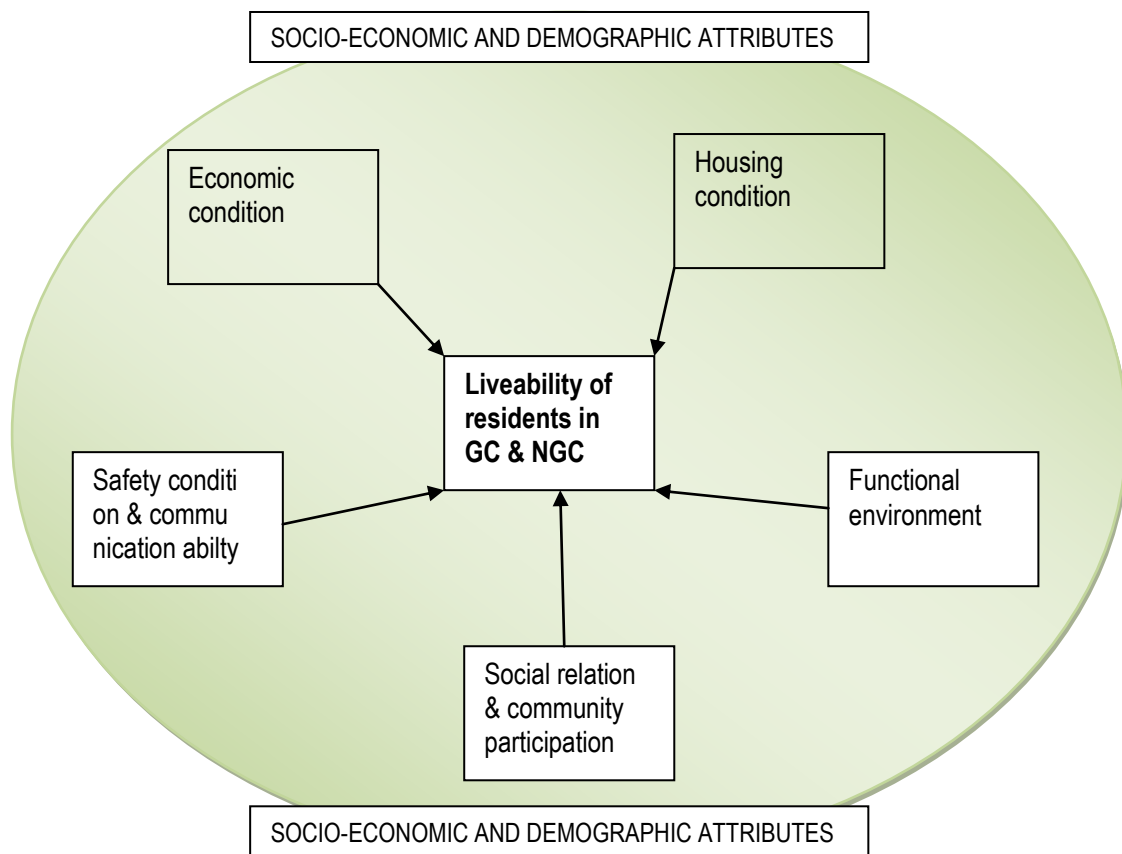 SOCIO-ECONOMIC AND DEMOGRAPHIC ATTRIBUTES
Economic
condition
Housing
condition
Liveability of
residents in
GC & NGC
Safety conditi
on & commu
nication abilty
Functional
environment
Social relation
& community
participation
SOCIO-ECONOMIC AND DEMOGRAPHIC ATTRIBUTES